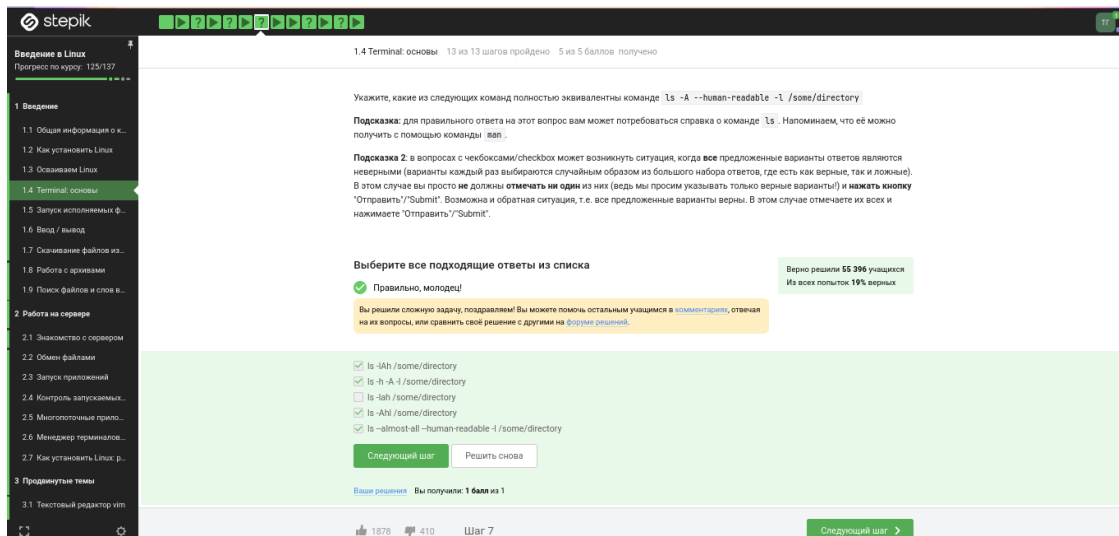 stepik
Введение в Linux
Прогресс по курсу: 125/137
1 Введение
1.1 Общая информация о к...
1.2 Как установить Linux
1.3 Осваиваем Linux
1.4 Terminal: основы
1.5 Запуск исполняемых ф...
1.6 Ввод / вывод
1.7 Скачивание файлов из...
1.8 Работа с архивами
1.9 Поиск файлов и слов в...
2 Работа на сервере
2.1 Знакомство с сервером
2.2 Обмен файлами
2.3 Запуск приложений
2.4 Контроль запускаемых...
2.5 Многопоточные прило...
2.6 Менеджер терминалов...
2.7 Как установить Linux: р...
3 Продвинутые темы
3.1 Текстовый редактор vim
ТГ
1.4 Terminal: основы 13 из 13 шагов пройдено 5 из 5 баллов получено
Укажите, какие из следующих команд полностью эквивалентны команде ls -A --human-readable -l /some/directory
Подсказка: для правильного ответа на этот вопрос вам может потребоваться справка о команде ls . Напоминаем, что её можно
получить с помощью команды man .
Подсказка 2: в вопросах с чекбоксами/checkbox может возникнуть ситуация, когда все предложенные варианты ответов являются
неверными (варианты каждый раз выбираются случайным образом из большого набора ответов, где есть как верные, так и ложные).
В этом случае вы просто не должны отмечать ни один из них (ведь мы просим указывать только верные варианты!) и нажать кнопку
"Отправить"/"Submit". Возможна и обратная ситуация, т.е. все предложенные варианты верны. В этом случае отмечаете их всех и
нажимаете "Отправить"/"Submit".
Выберите все подходящие ответы из списка
Верно решили 55 396 учащихся
Из всех попыток 19% верных
Правильно, молодец!
Вы решили сложную задачу, поздравляем! Вы можете помочь остальным учащимся в комментариях, отвечая
на их вопросы, или сравнить своё решение с другими на форуме решений.
ls -lAh /some/directory
ls -h -A -l /some/directory
ls -lah /some/directory
ls -Ahl /some/directory
ls –almost-all –human-readable -l /some/directory
Следующий шаг
Решить снова
Ваши решения Вы получили: 1 балл из 1
1878 410 Шаг 7
Следующий шаг